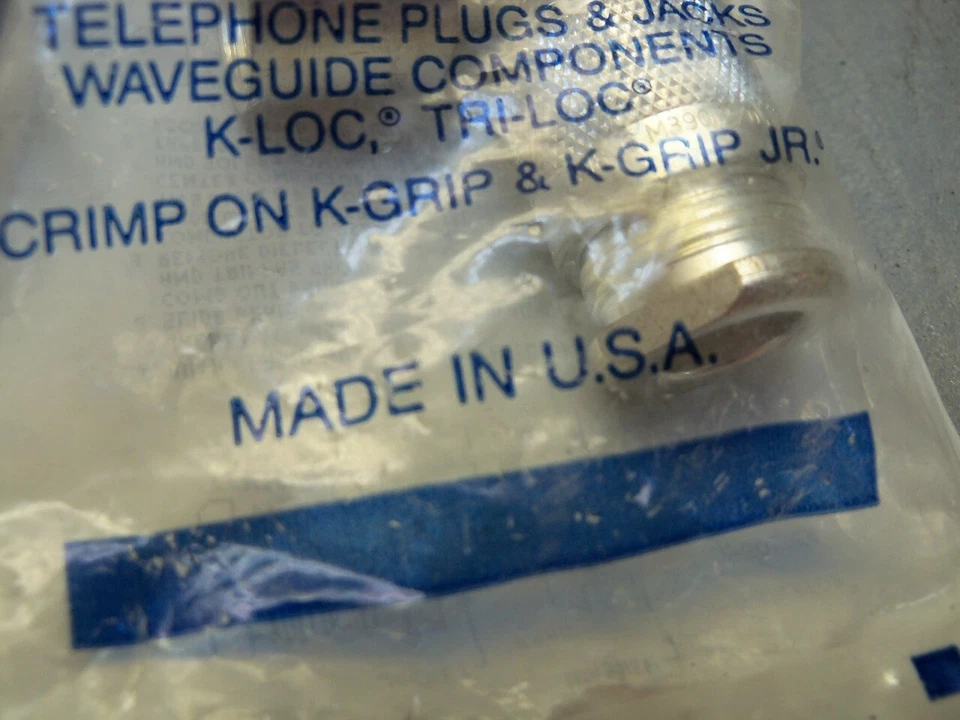 TELEPHONE PLUGS & JACKS
WAVEGUIDE COMPONENTS
K-LOC,® TRI-LOC®
CRIMP ON K-GRIP & K-GRIP JR.
MADE IN U.S.A.